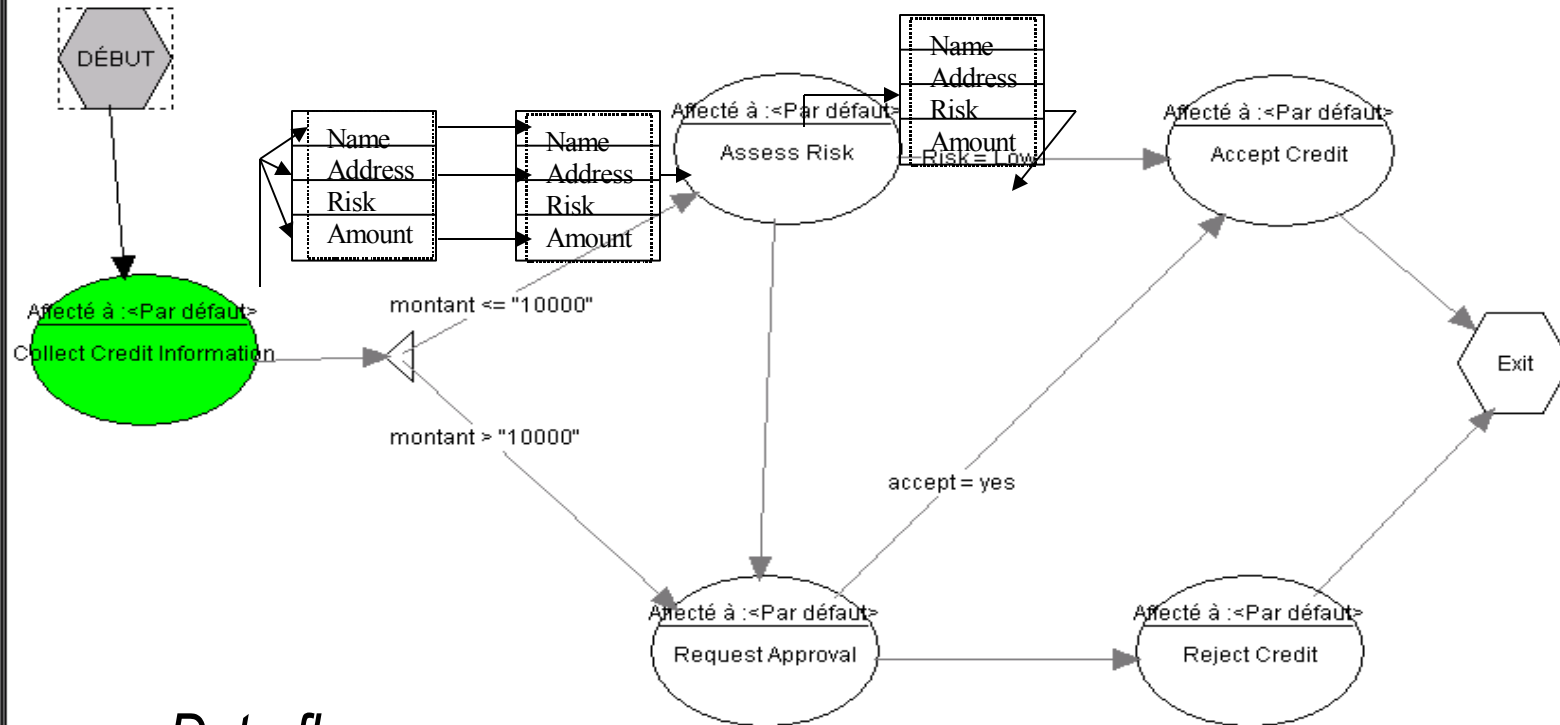 DÉBUT
Name
Address
Risk
Amount
Name
Address
Risk
Amount
Name
Address
Risk
Amount
Affecté à :<Par défaut>
Assess Risk
Risk = Low
Affecté à :<Par défaut>
Accept Credit
Affecté à :<Par défaut>
Collect Credit Information
montant <= "10000"
montant > "10000"
Exit
accept = yes
Affecté à :<Par défaut>
Request Approval
Affecté à :<Par défaut>
Reject Credit